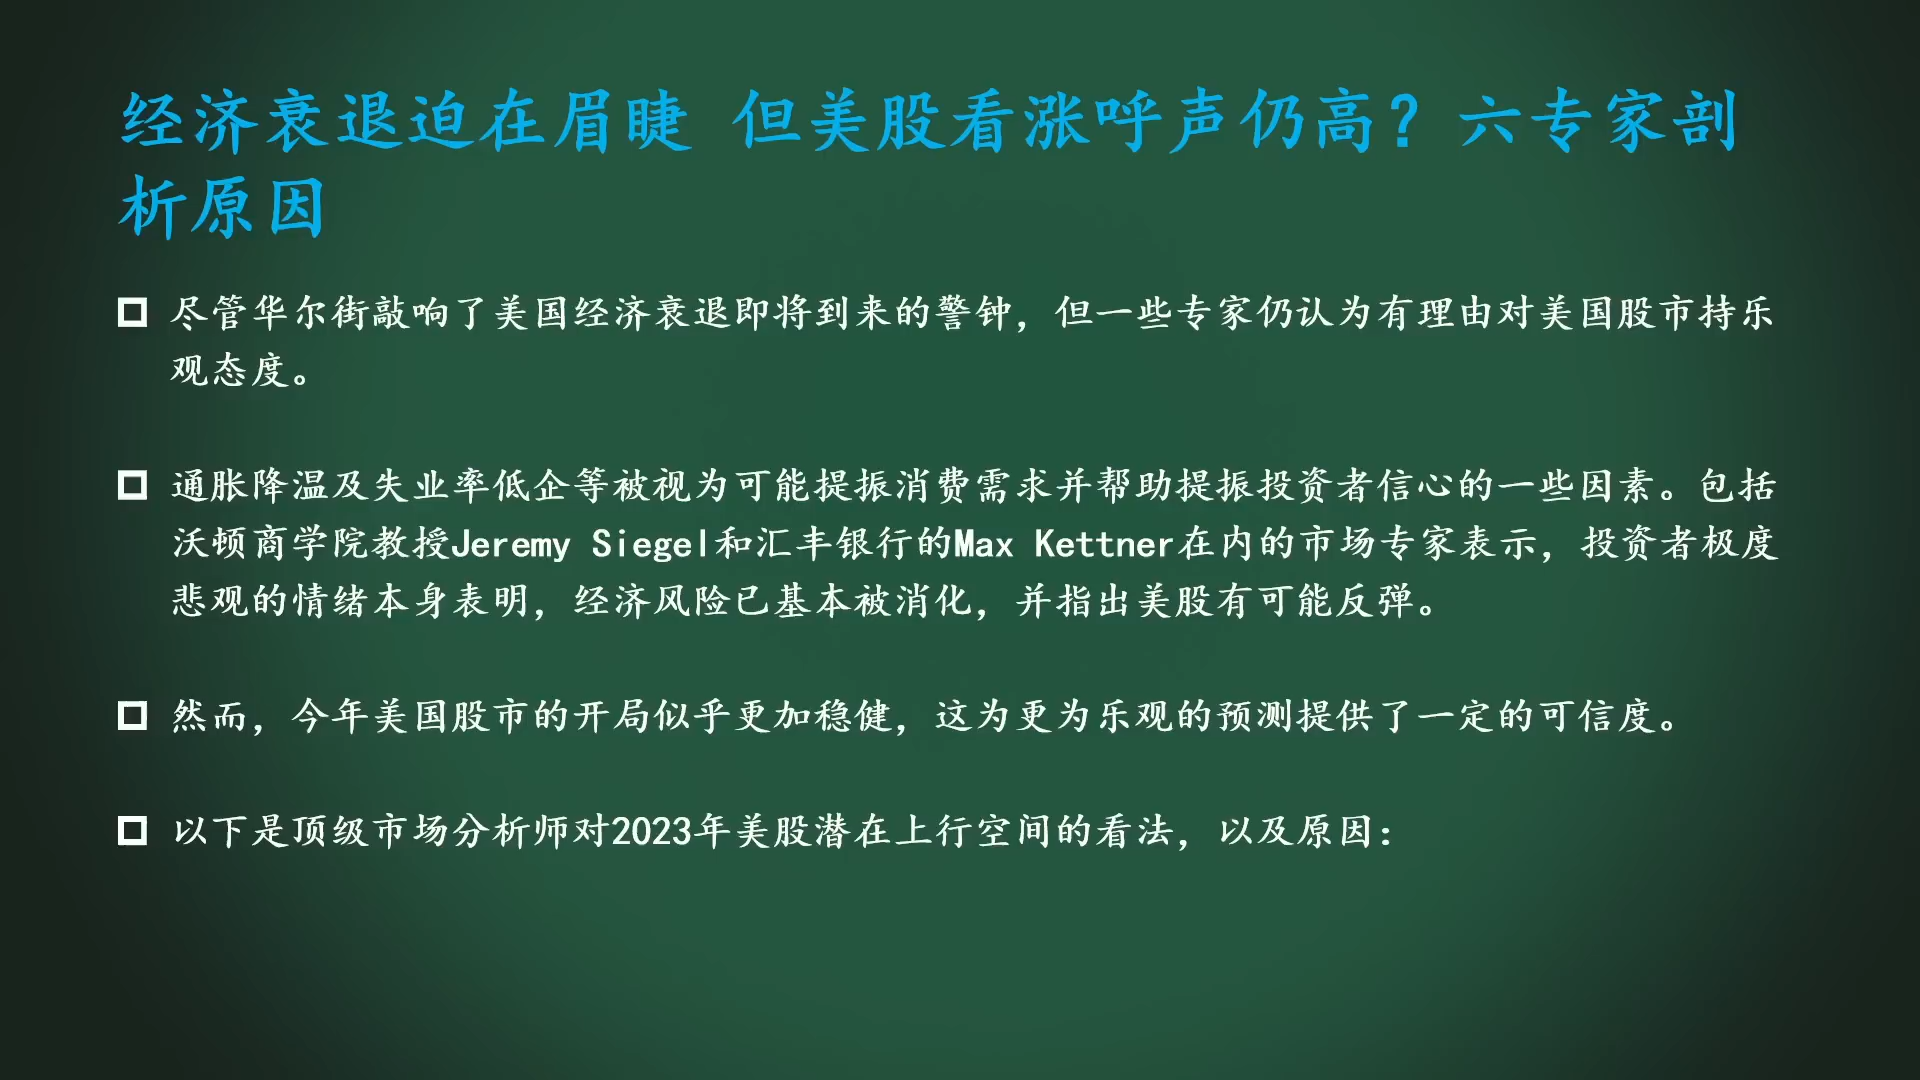 经济衰退迫在眉睫 但美股看涨呼声仍高？六专家剖
析原因
尽管华尔街敲响了美国经济衰退即将到来的警钟，但一些专家仍认为有理由对美国股市持乐
观态度。
通胀降温及失业率低企等被视为可能提振消费需求并帮助提振投资者信心的一些因素。包括
沃顿商学院教授Jeremy Siegel和汇丰银行的Max Kettner在内的市场专家表示，投资者极度
悲观的情绪本身表明，经济风险已基本被消化，并指出美股有可能反弹。
然而，今年美国股市的开局似乎更加稳健，这为更为乐观的预测提供了一定的可信度。
以下是顶级市场分析师对2023年美股潜在上行空间的看法，以及原因：